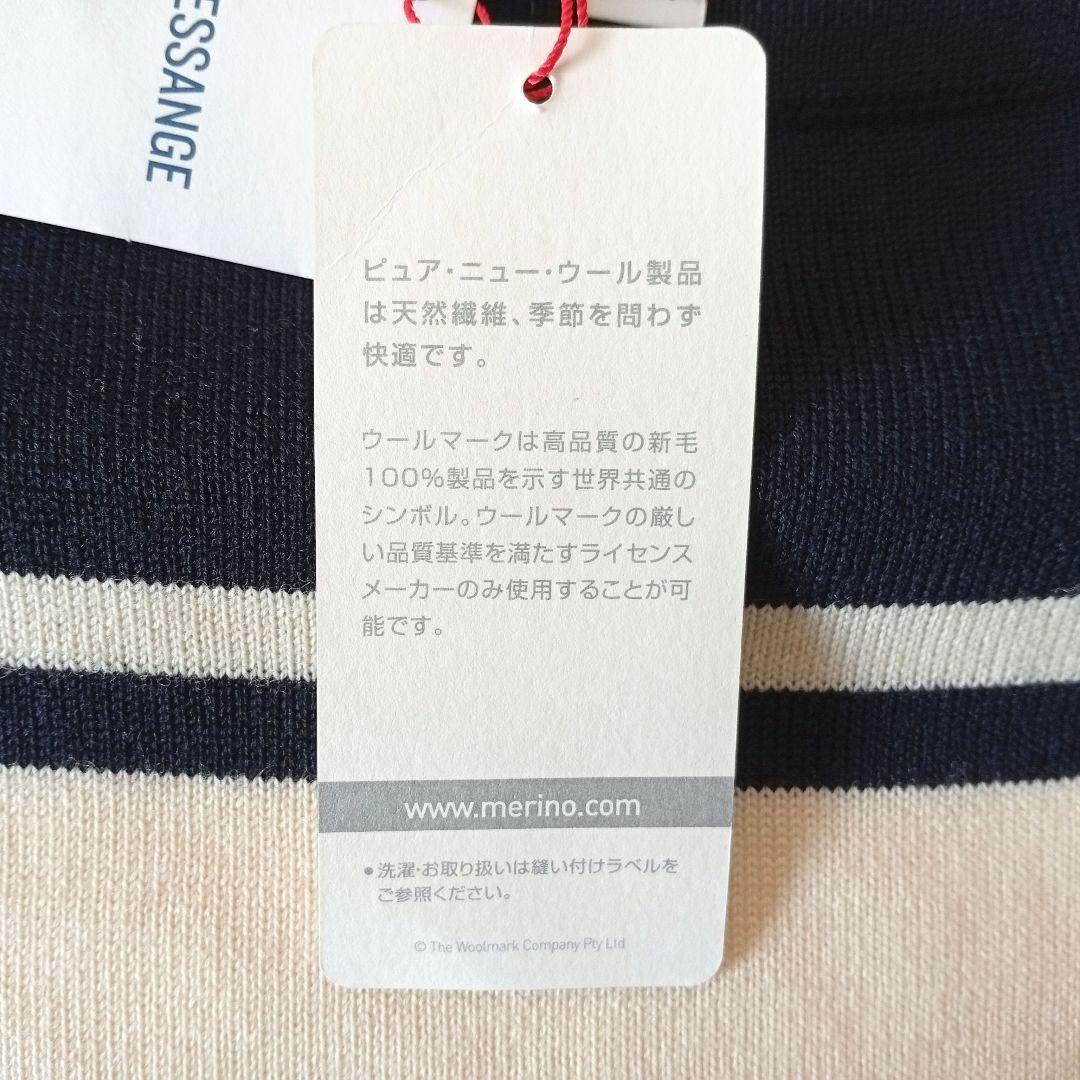 ESSANGE
ピュア・ニュー・ウール製品
は天然繊維、季節を問わず
快適です。
ウールマークは高品質の新毛
100%製品を示す世界共通の
シンボル。ウールマークの厳し
い品質基準を満たすライセンス
メーカーのみ使用することが可
能です。
www.merino.com
●洗濯・お取り扱いは縫い付けラベルを
ご参照ください。
© The Woolmark Company Pty Ltd